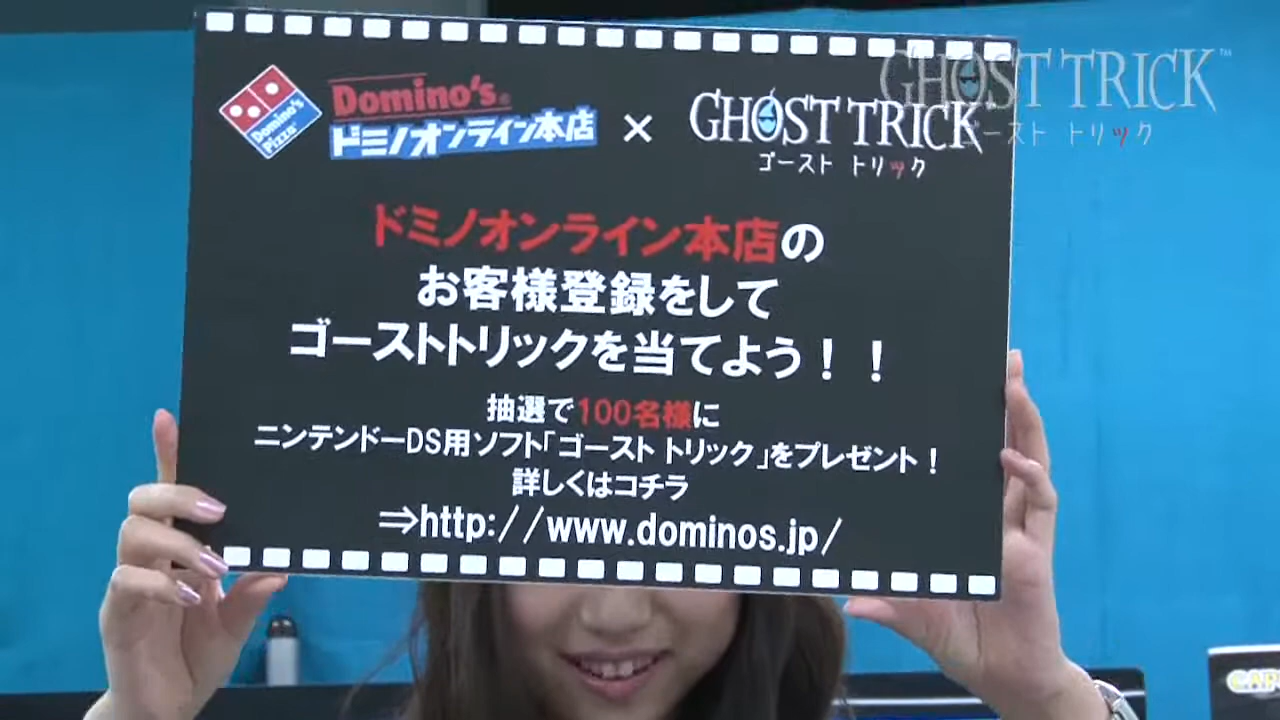 Domino's Pizza
Domino's®
ドミノオンライン本店
×
GHOST TRICK
ゴースト トリック
GHOST TRICK™
ゴースト トリック
ドミノオンライン本店の
お客様登録をして
ゴーストトリックを当てよう！！
抽選で100名様に
ニンテンドーDS用ソフト「ゴースト トリック」をプレゼント！
詳しくはコチラ
⇒http://www.dominos.jp/